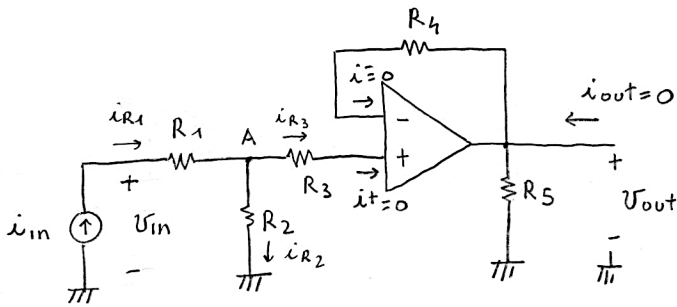 R4
i⁻=0
iout=0
iR1
R1
A
iR3
−
+
R3
i⁺=0
R5
+
vout
−
iin
+
vin
−
R2
iR2